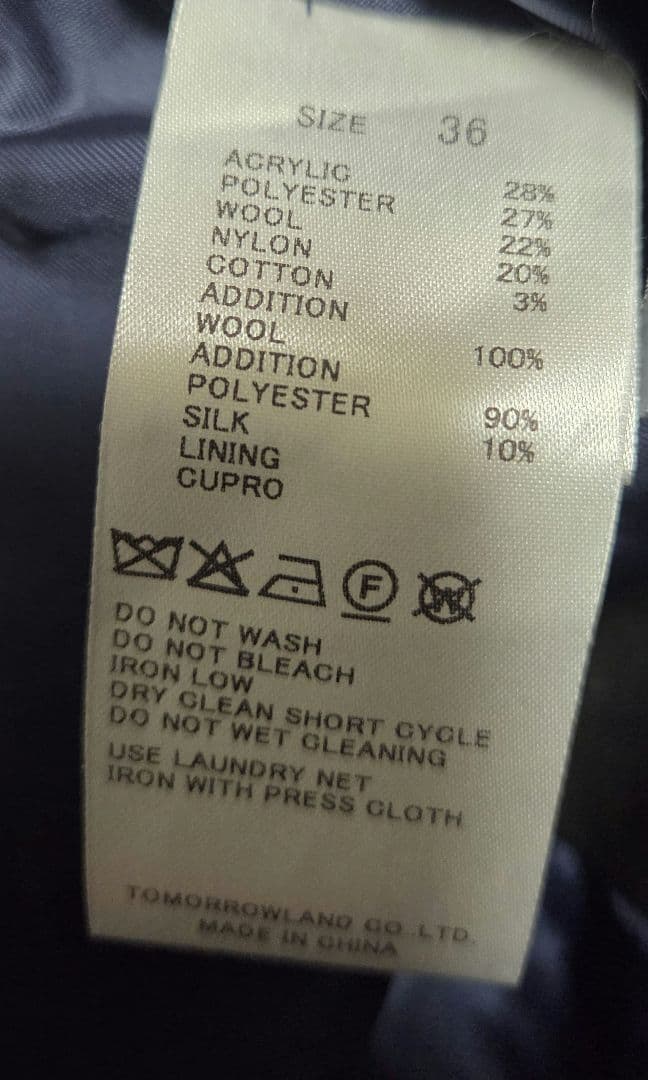 SIZE 36
ACRYLIC 28%
POLYESTER 27%
WOOL 22%
NYLON 20%
COTTON 3%
ADDITION
WOOL 100%
ADDITION
POLYESTER 90%
SILK 10%
LINING
CUPRO
F
W
DO NOT WASH
DO NOT BLEACH
IRON LOW
DRY CLEAN SHORT CYCLE
DO NOT WET CLEANING
USE LAUNDRY NET
IRON WITH PRESS CLOTH
TOMORROWLAND CO.,LTD.
MADE IN CHINA